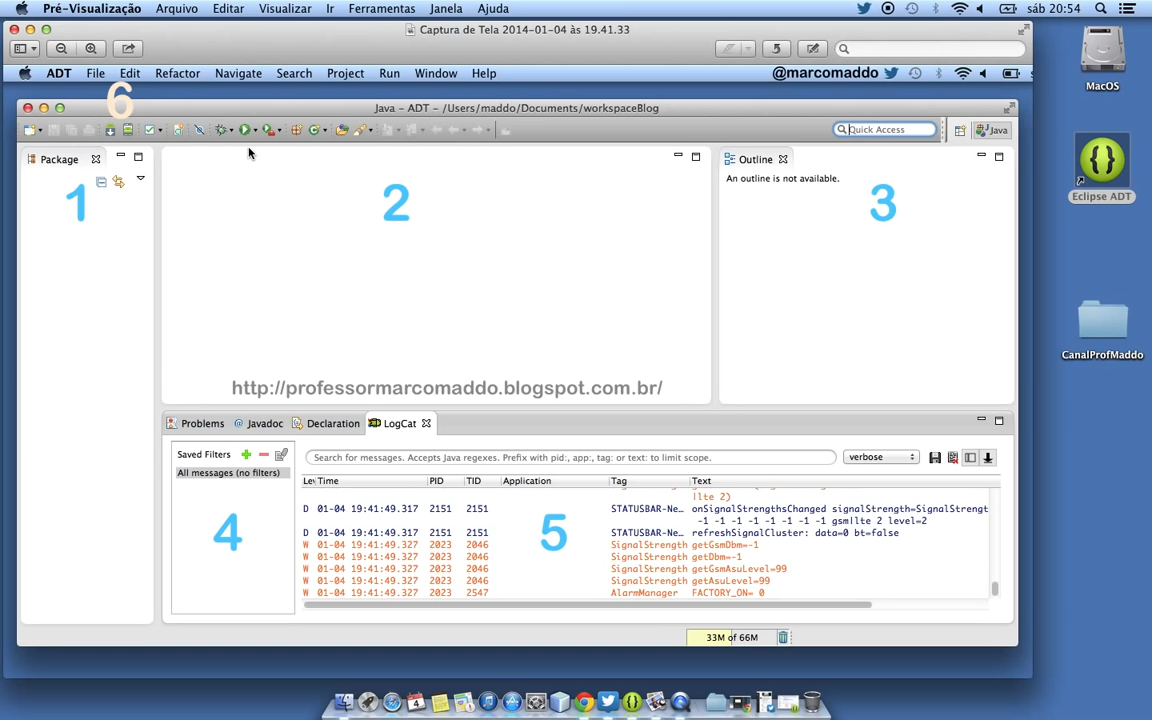 Pré-Visualização Arquivo Editar Visualizar Ir Ferramentas Janela Ajuda sáb 20:54
Captura de Tela 2014-01-04 às 19.41.33
5
ADT File Edit Refactor Navigate Search Project Run Window Help @marcomaddo
MacOS
6
Java - ADT - /Users/maddo/Documents/workspaceBlog
Quick Access Java
Package
Outline
An outline is not available.
1 2 3
Eclipse ADT
CanalProfMaddo
http://professormarcomaddo.blogspot.com.br/
Problems @ Javadoc Declaration LogCat
Saved Filters
All messages (no filters)
Search for messages. Accepts Java regexes. Prefix with pid:, app:, tag: or text: to limit scope. verbose
Time PID TID Application Tag Text
lte 2)
D 01-04 19:41:49.317 2151 2151 STATUSBAR-Ne… onSignalStrengthsChanged signalStrength=SignalStrengt
-1 -1 -1 -1 -1 -1 -1 gsm|lte 2 level=2
D 01-04 19:41:49.317 2151 2151 STATUSBAR-Ne… refreshSignalCluster: data=0 bt=false
W 01-04 19:41:49.327 2023 2046 SignalStrength getGsmDbm=-1
W 01-04 19:41:49.327 2023 2046 SignalStrength getDbm=-1
W 01-04 19:41:49.327 2023 2046 SignalStrength getGsmAsuLevel=99
W 01-04 19:41:49.327 2023 2046 SignalStrength getAsuLevel=99
W 01-04 19:41:49.327 2023 2547 AlarmManager FACTORY_ON= 0
4 5
33M of 66M
4